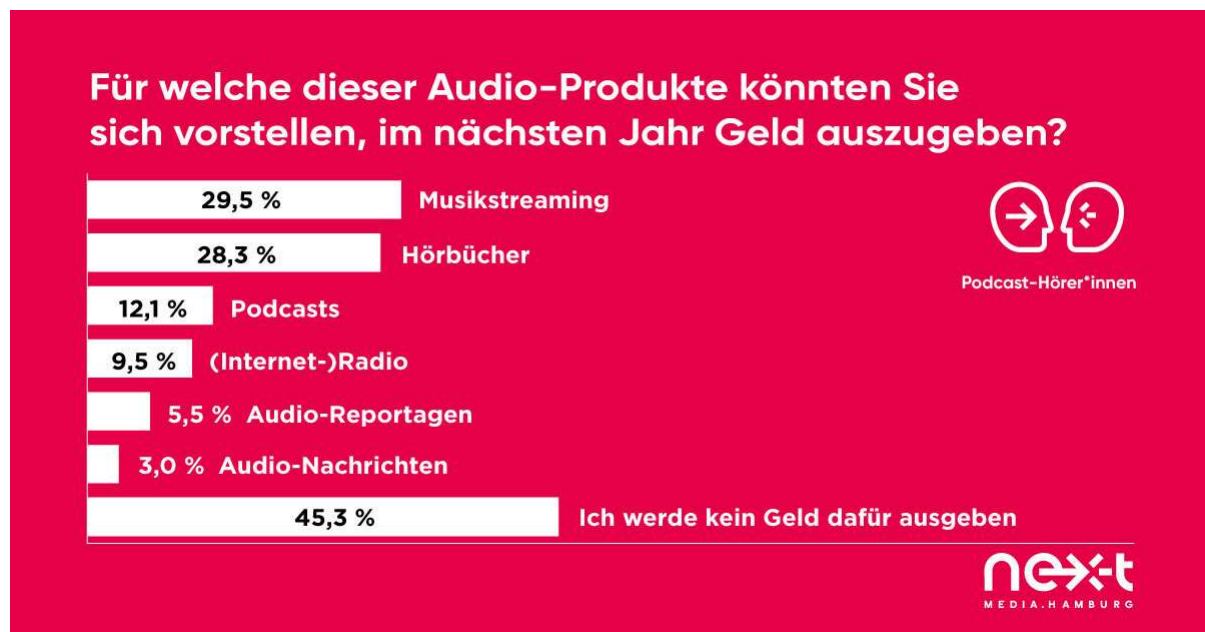 Für welche dieser Audio-Produkte könnten Sie
sich vorstellen, im nächsten Jahr Geld auszugeben?
29,5 % Musikstreaming
28,3 % Hörbücher
Podcast-Hörer*innen
12,1 % Podcasts
9,5 % (Internet-)Radio
5,5 % Audio-Reportagen
3,0 % Audio-Nachrichten
45,3 % Ich werde kein Geld dafür ausgeben
next
MEDIA.HAMBURG